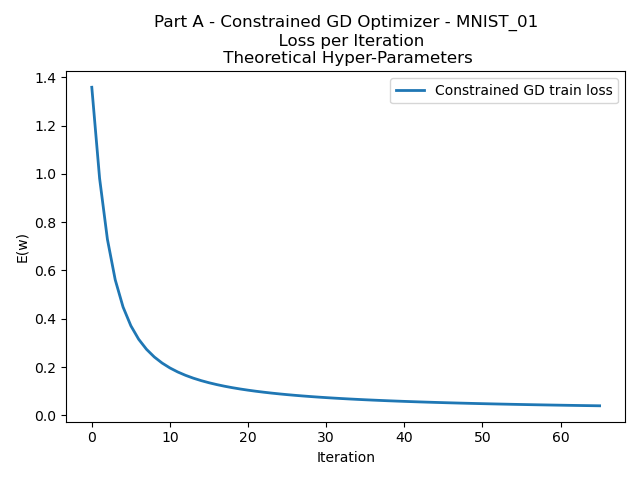 Part A - Constrained GD Optimizer - MNIST_01
Loss per Iteration
Theoretical Hyper-Parameters
Constrained GD train loss
E(w)
1.4
1.2
1.0
0.8
0.6
0.4
0.2
0.0
0 10 20 30 40 50 60
Iteration